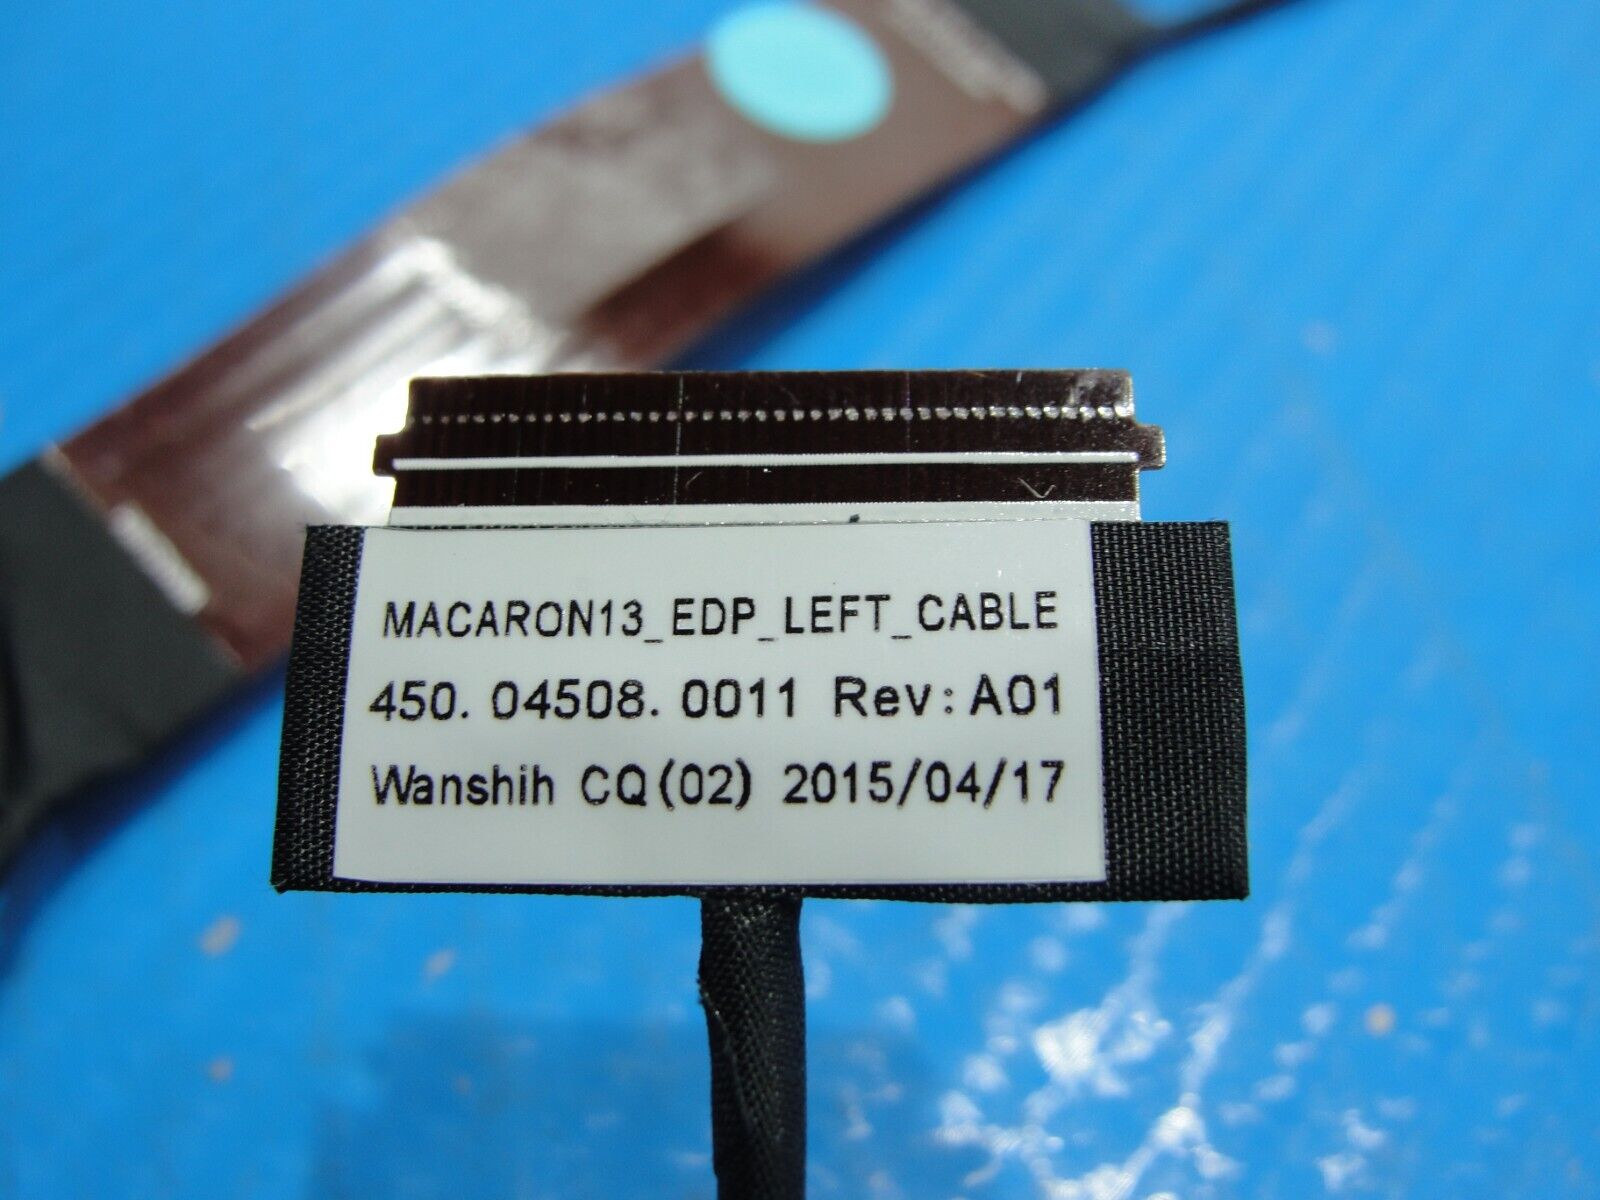 MACARON13_EDP_LEFT_CABLE
450.04508.0011 Rev:A01
Wanshih CQ(02) 2015/04/17